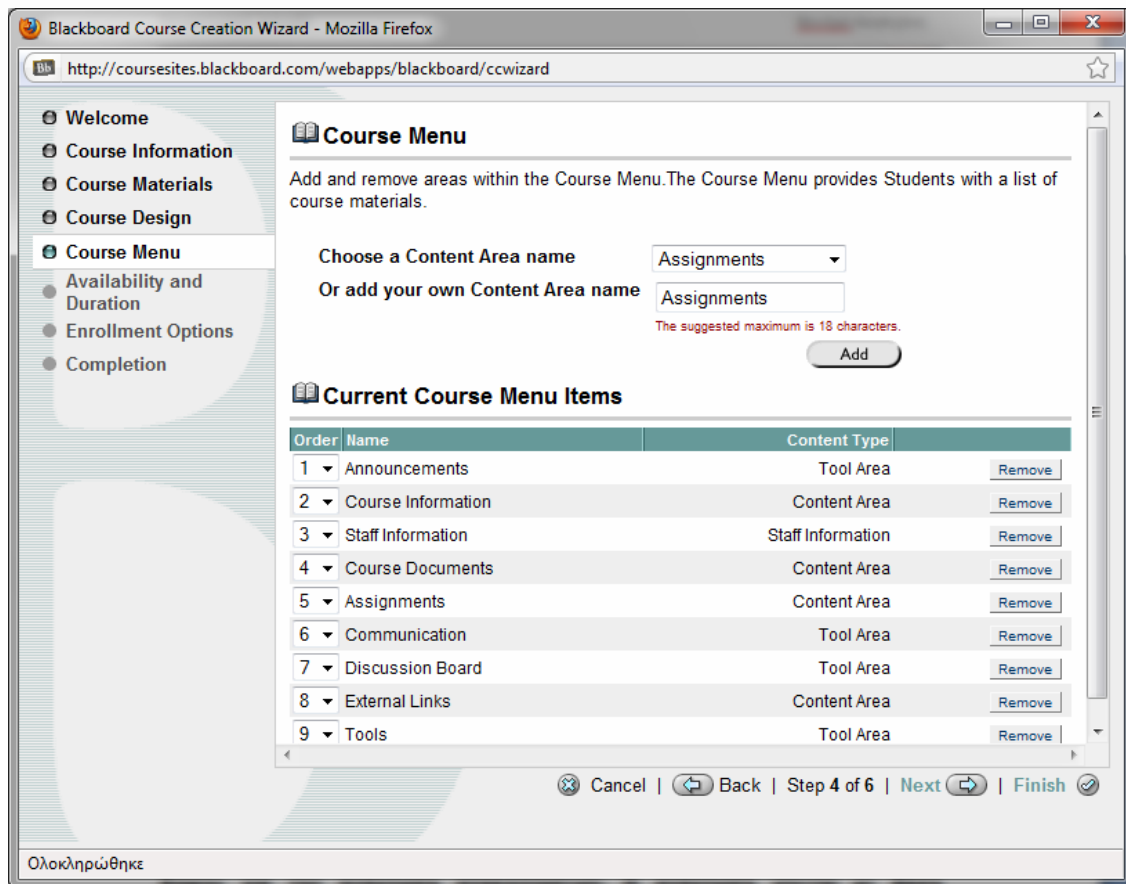 Blackboard Course Creation Wizard - Mozilla Firefox
Bb http://coursesites.blackboard.com/webapps/blackboard/ccwizard
Welcome
Course Information
Course Materials
Course Design
Course Menu
Availability and
Duration
Enrollment Options
Completion
Course Menu
Add and remove areas within the Course Menu.The Course Menu provides Students with a list of
course materials.
Choose a Content Area name Assignments
Or add your own Content Area name Assignments
The suggested maximum is 18 characters.
Add
Current Course Menu Items
Order Name Content Type
1 Announcements Tool Area Remove
2 Course Information Content Area Remove
3 Staff Information Staff Information Remove
4 Course Documents Content Area Remove
5 Assignments Content Area Remove
6 Communication Tool Area Remove
7 Discussion Board Tool Area Remove
8 External Links Content Area Remove
9 Tools Tool Area Remove
Cancel | Back | Step 4 of 6 | Next | Finish
Ολοκληρώθηκε